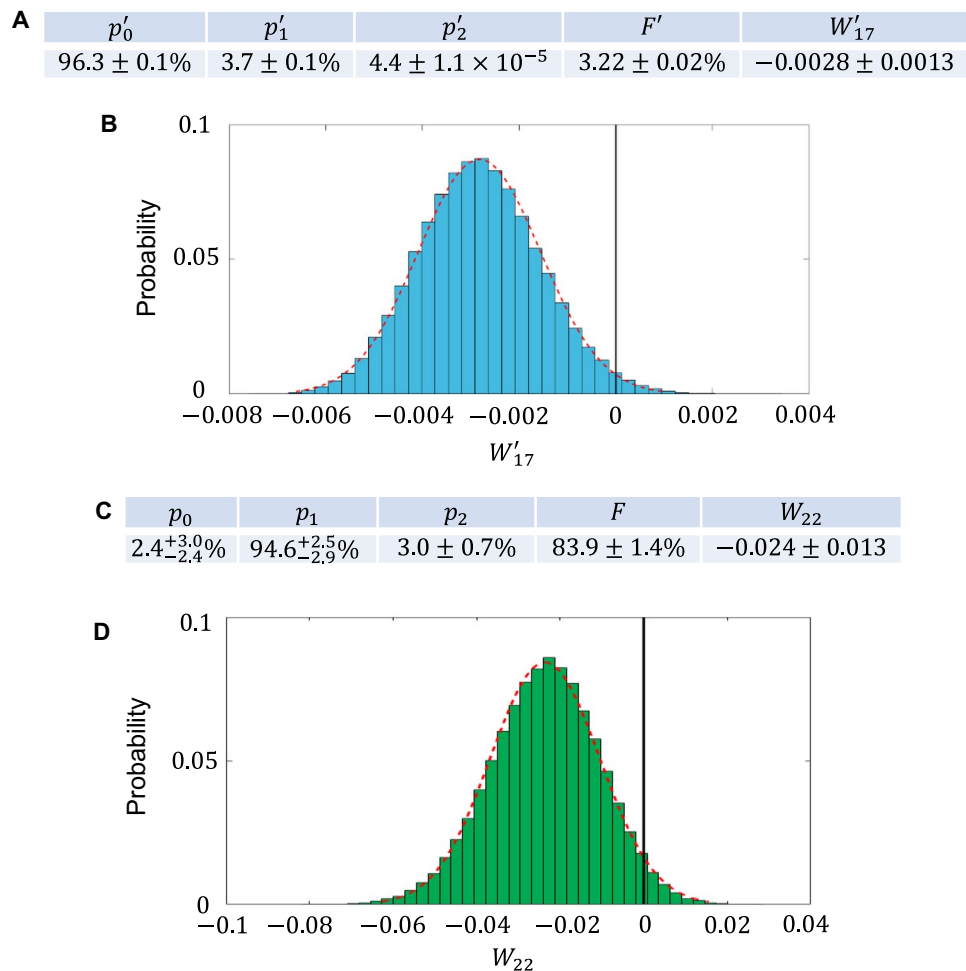 A
p′₀ p′₁ p′₂ F′ W′₁₇
96.3 ± 0.1% 3.7 ± 0.1% 4.4 ± 1.1 × 10⁻⁵ 3.22 ± 0.02% −0.0028 ± 0.0013
B
Probability
0.1
0.05
0
−0.008 −0.006 −0.004 −0.002 0 0.002 0.004
W′₁₇
C
p₀ p₁ p₂ F W₂₂
2.4⁺³·⁰₋₂.₄% 94.6⁺²·⁵₋₂.₉% 3.0 ± 0.7% 83.9 ± 1.4% −0.024 ± 0.013
D
Probability
0.1
0.05
0
−0.1 −0.08 −0.06 −0.04 −0.02 0 0.02 0.04
W₂₂